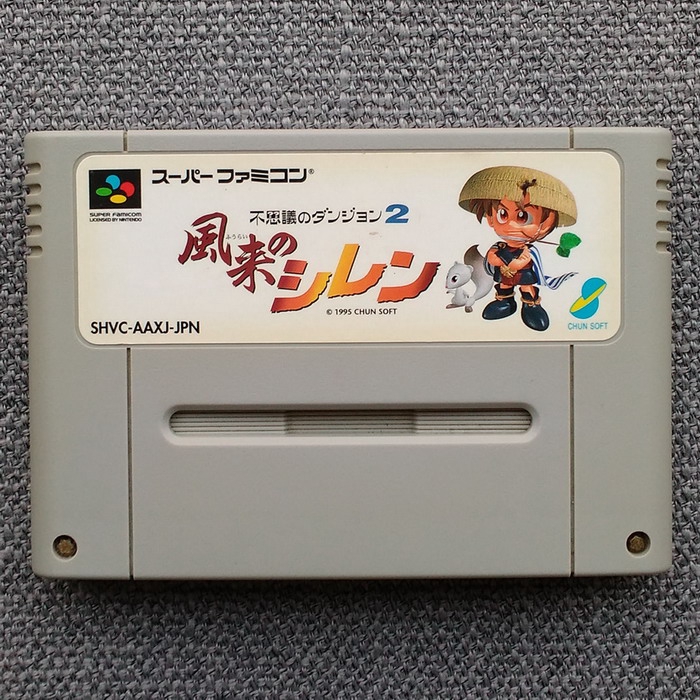 スーパーファミコン®
SUPER FAMICOM
LICENSED BY NINTENDO
不思議のダンジョン2
風来の
ふうらい
シレン
© 1995 CHUN SOFT
SHVC-AAXJ-JPN
CHUN SOFT